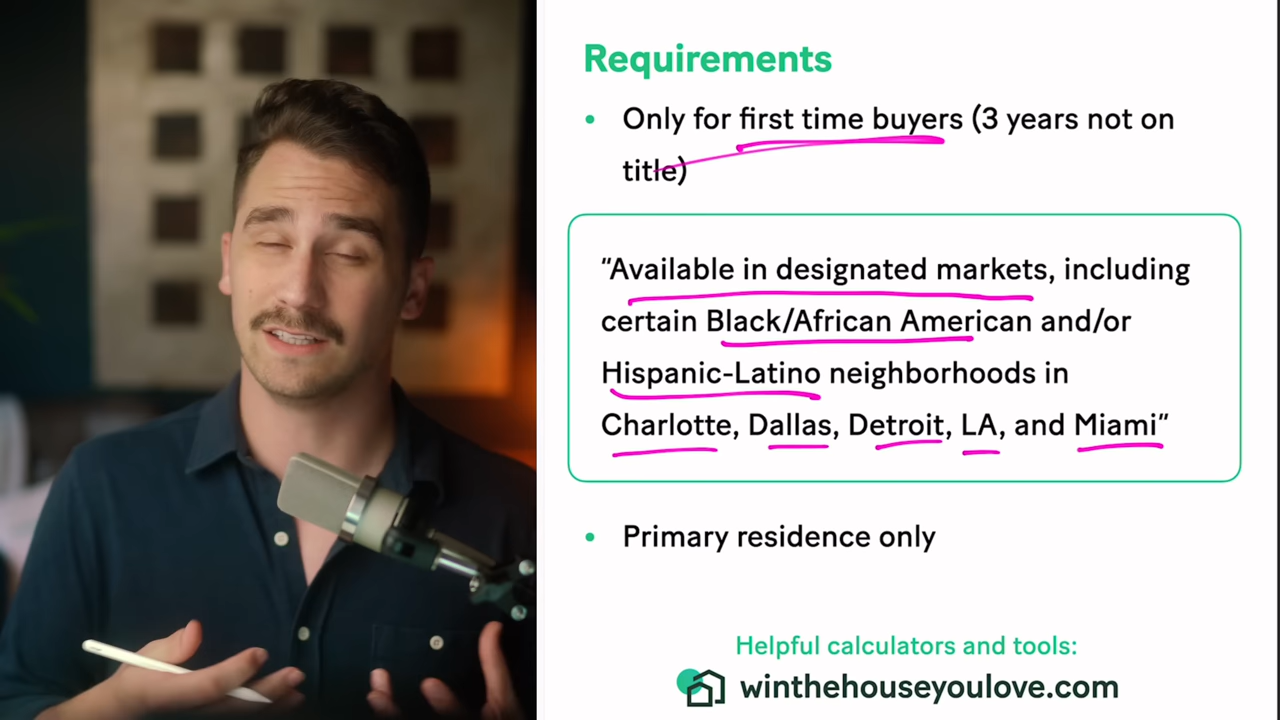 Requirements
• Only for first time buyers (3 years not on
title)
“Available in designated markets, including
certain Black/African American and/or
Hispanic-Latino neighborhoods in
Charlotte, Dallas, Detroit, LA, and Miami”
• Primary residence only
Helpful calculators and tools:
winthehouseyoulove.com